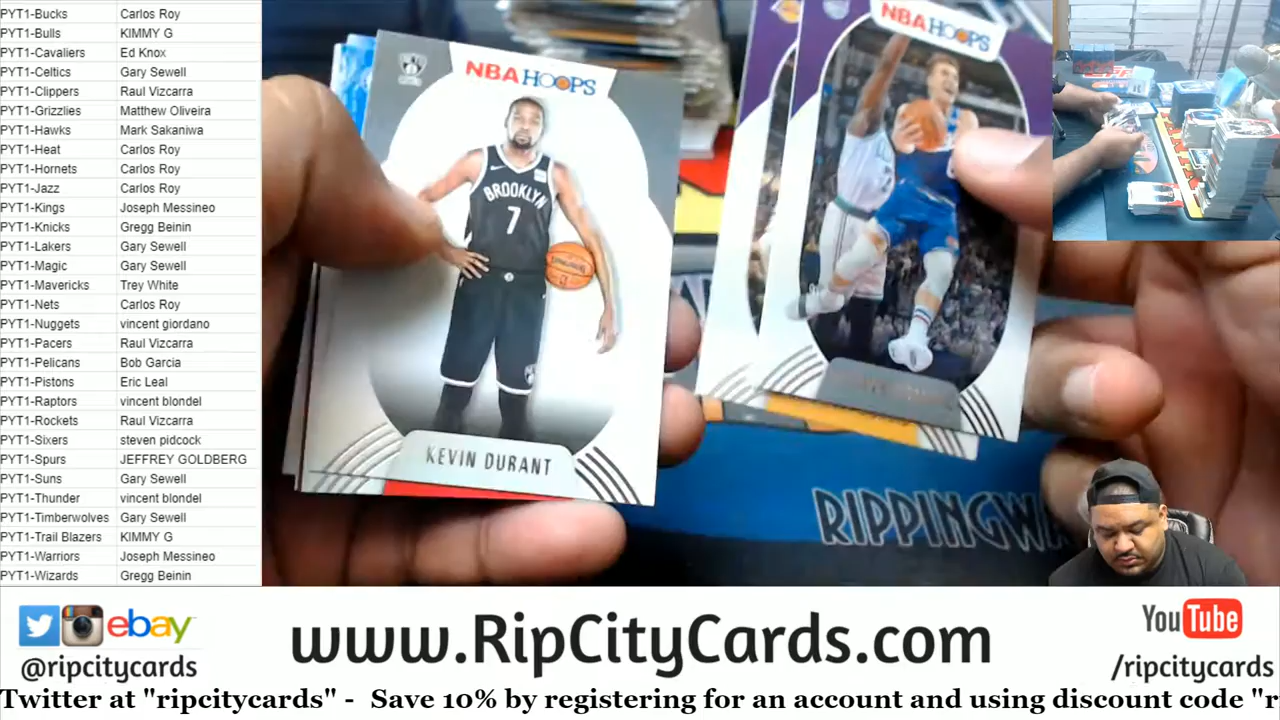 PYT1-Bucks Carlos Roy
PYT1-Bulls KIMMY G
PYT1-Cavaliers Ed Knox
PYT1-Celtics Gary Sewell
PYT1-Clippers Raul Vizcarra
PYT1-Grizzlies Matthew Oliveira
PYT1-Hawks Mark Sakaniwa
PYT1-Heat Carlos Roy
PYT1-Hornets Carlos Roy
PYT1-Jazz Carlos Roy
PYT1-Kings Joseph Messineo
PYT1-Knicks Gregg Beinin
PYT1-Lakers Gary Sewell
PYT1-Magic Gary Sewell
PYT1-Mavericks Trey White
PYT1-Nets Carlos Roy
PYT1-Nuggets vincent giordano
PYT1-Pacers Raul Vizcarra
PYT1-Pelicans Bob Garcia
PYT1-Pistons Eric Leal
PYT1-Raptors vincent blondel
PYT1-Rockets Raul Vizcarra
PYT1-Sixers steven pidcock
PYT1-Spurs JEFFREY GOLDBERG
PYT1-Suns Gary Sewell
PYT1-Thunder vincent blondel
PYT1-Timberwolves Gary Sewell
PYT1-Trail Blazers KIMMY G
PYT1-Warriors Joseph Messineo
PYT1-Wizards Gregg Beinin
NBA HOOPS
BROOKLYN
7
KEVIN DURANT
NBA HOOPS
RIPPINGW
ebay
@ripcitycards
www.RipCityCards.com
YouTube
/ripcitycards
Twitter at "ripcitycards" - Save 10% by registering for an account and using discount code "r